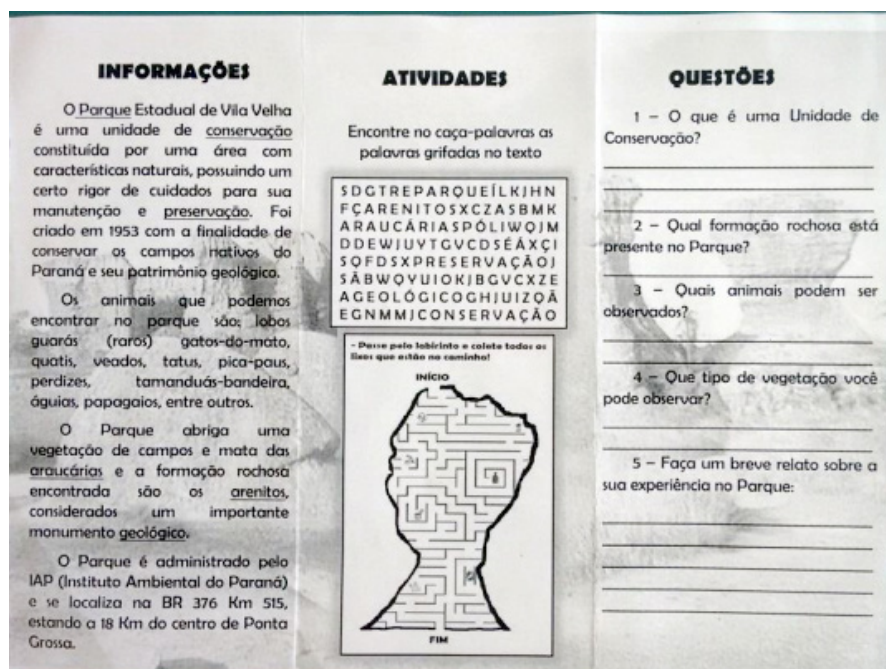 INFORMAÇÕES
O Parque Estadual de Vila Velha
é uma unidade de conservação
constituída por uma área com
características naturais, possuindo um
certo rigor de cuidados para sua
manutenção e preservação. Foi
criado em 1953 com a finalidade de
conservar os campos nativos do
Paraná e seu patrimônio geológico.
Os animais que podemos
encontrar no parque são: lobos
guarás (raros) gatos-do-mato,
quatis, veados, tatus, pica-paus,
perdizes, tamanduás-bandeira,
águias, papagaios, entre outros.
O Parque abriga uma
vegetação de campos e mata das
araucárias e a formação rochosa
encontrada são os arenitos,
considerados um importante
monumento geológico.
O Parque é administrado pelo
IAP (Instituto Ambiental do Paraná)
e se localiza na BR 376 Km 515,
estando a 18 Km do centro de Ponta
Grossa.
ATIVIDADES
Encontre no caça-palavras as
palavras grifadas no texto
SDGTREPARQUEÍLKJHN
FÇARENITOSXCZASBMK
ARAUCÁRIASPÓLIWQJM
DDEWJUYTGVCDSÉÁXÇI
SQFDSXPRESERVAÇÃOJ
SÃBWQYUIOKJBGVCXZE
AGEOLÓGICOGHJUIZQÃ
EGNMMJCONSERVAÇÃO
- Passe pelo labirinto e colete todos os
lixos que estão no caminho!
INÍCIO
FIM
QUESTÕES
1 – O que é uma Unidade de
Conservação?
2 – Qual formação rochosa está
presente no Parque?
3 – Quais animais podem ser
observados?
4 – Que tipo de vegetação você
pode observar?
5 – Faça um breve relato sobre a
sua experiência no Parque: